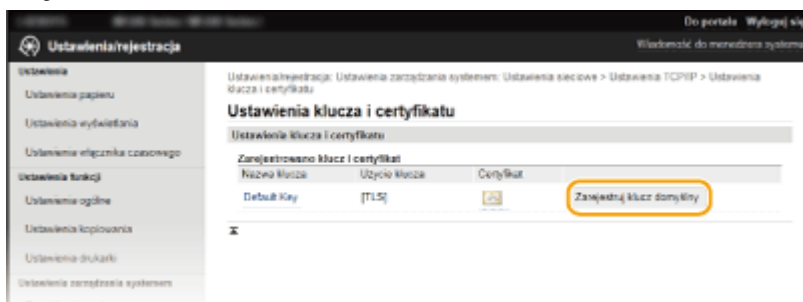 Do portalu Wyloguj się
Ustawienia/rejestracja
Wiadomość do menedżera systemu
Ustawienia
Ustawienia papieru
Ustawienia wyświetlania
Ustawienia włącznika czasowego
Ustawienia funkcji
Ustawienia ogólne
Ustawienia kopiowania
Ustawienia drukarki
Ustawienia zarządzania systemem
Ustawienia/rejestracja: Ustawienia zarządzania systemem: Ustawienia sieciowe > Ustawienia TCP/IP > Ustawienia
klucza i certyfikatu
Ustawienia klucza i certyfikatu
Ustawienia klucza i certyfikatu
Zarejestrowano klucz i certyfikat
Nazwa klucza Użycie klucza Certyfikat
Default Key [TLS] Zarejestruj klucz domyślny